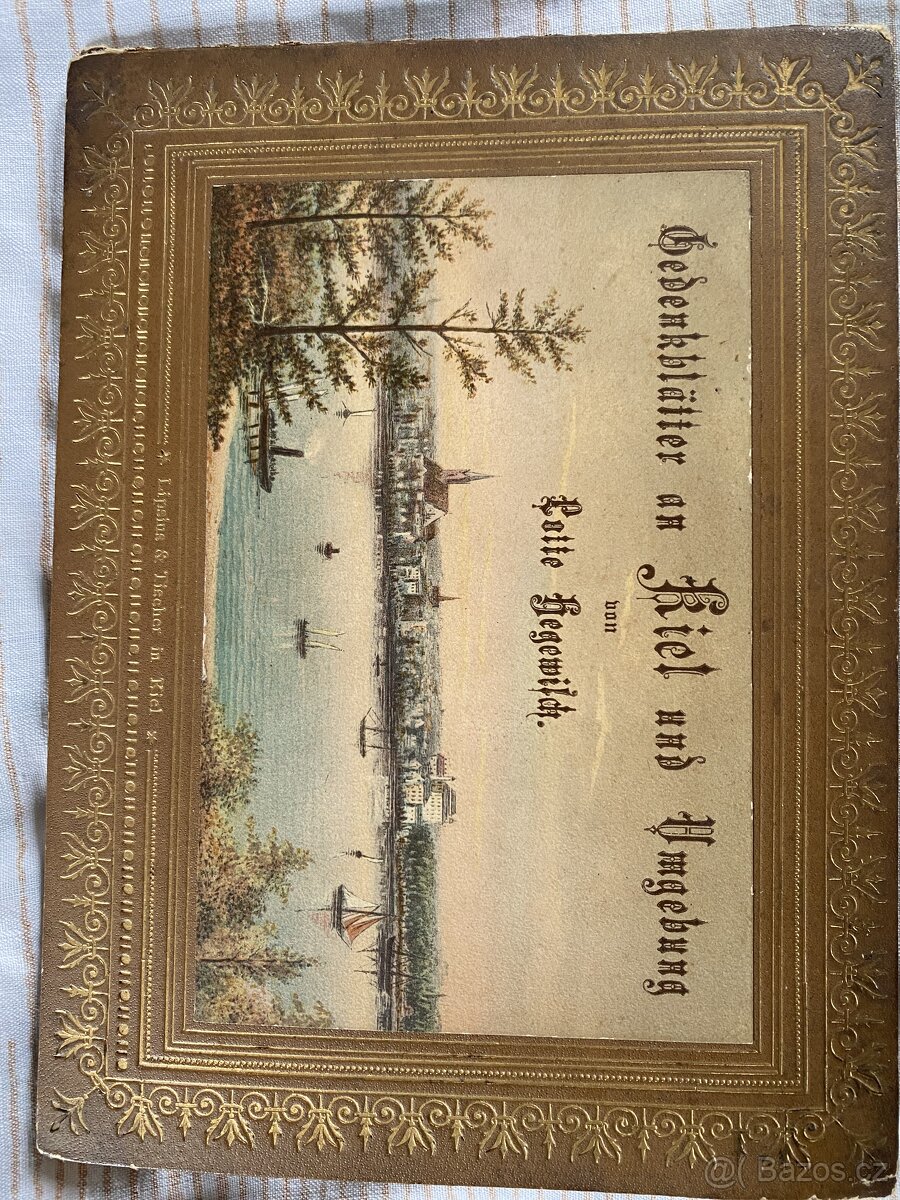 Gedenkblätter an Kiel und Umgebung
von
Lotte Hegewisch.
* Lipsius & Tischer in Kiel *
@( Bazos.cz